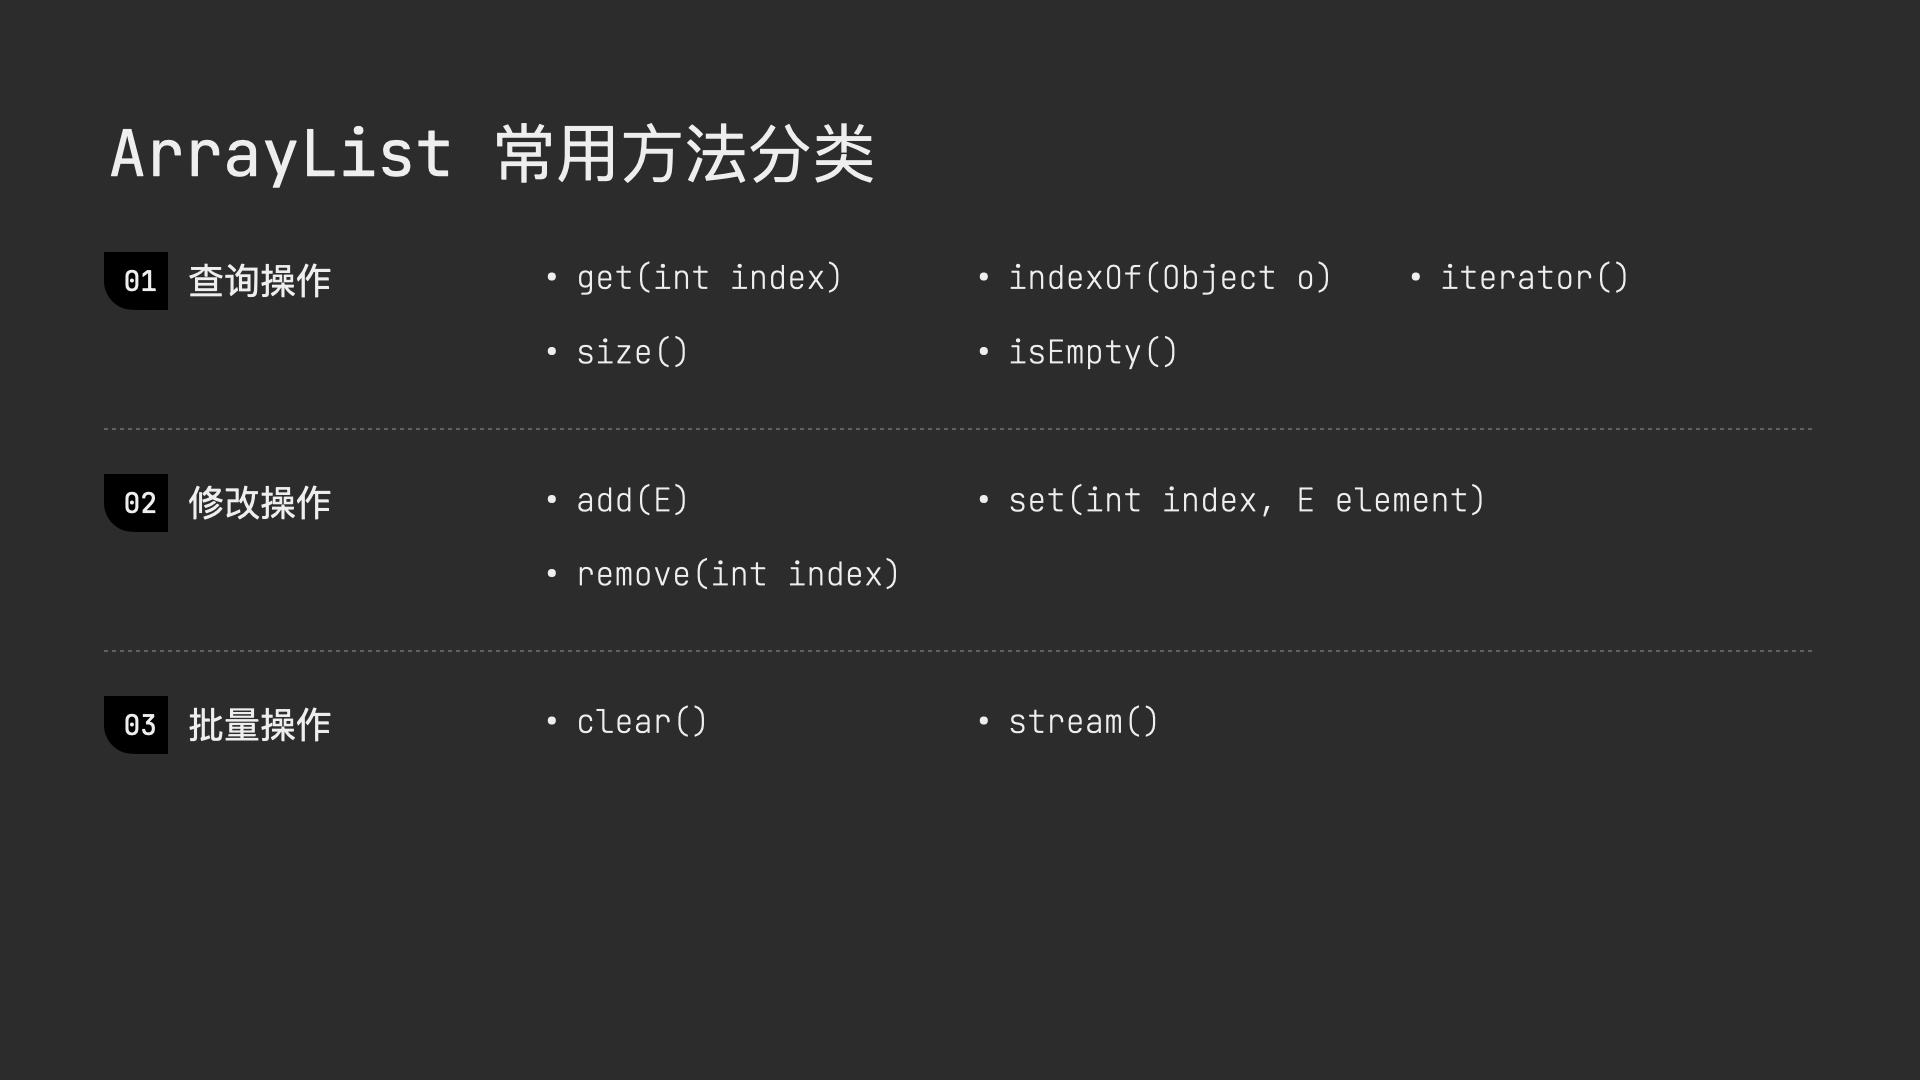 ArrayList 常用方法分类
01 查询操作
• get(int index)
• indexOf(Object o)
• iterator()
• size()
• isEmpty()
02 修改操作
• add(E)
• set(int index, E element)
• remove(int index)
03 批量操作
• clear()
• stream()